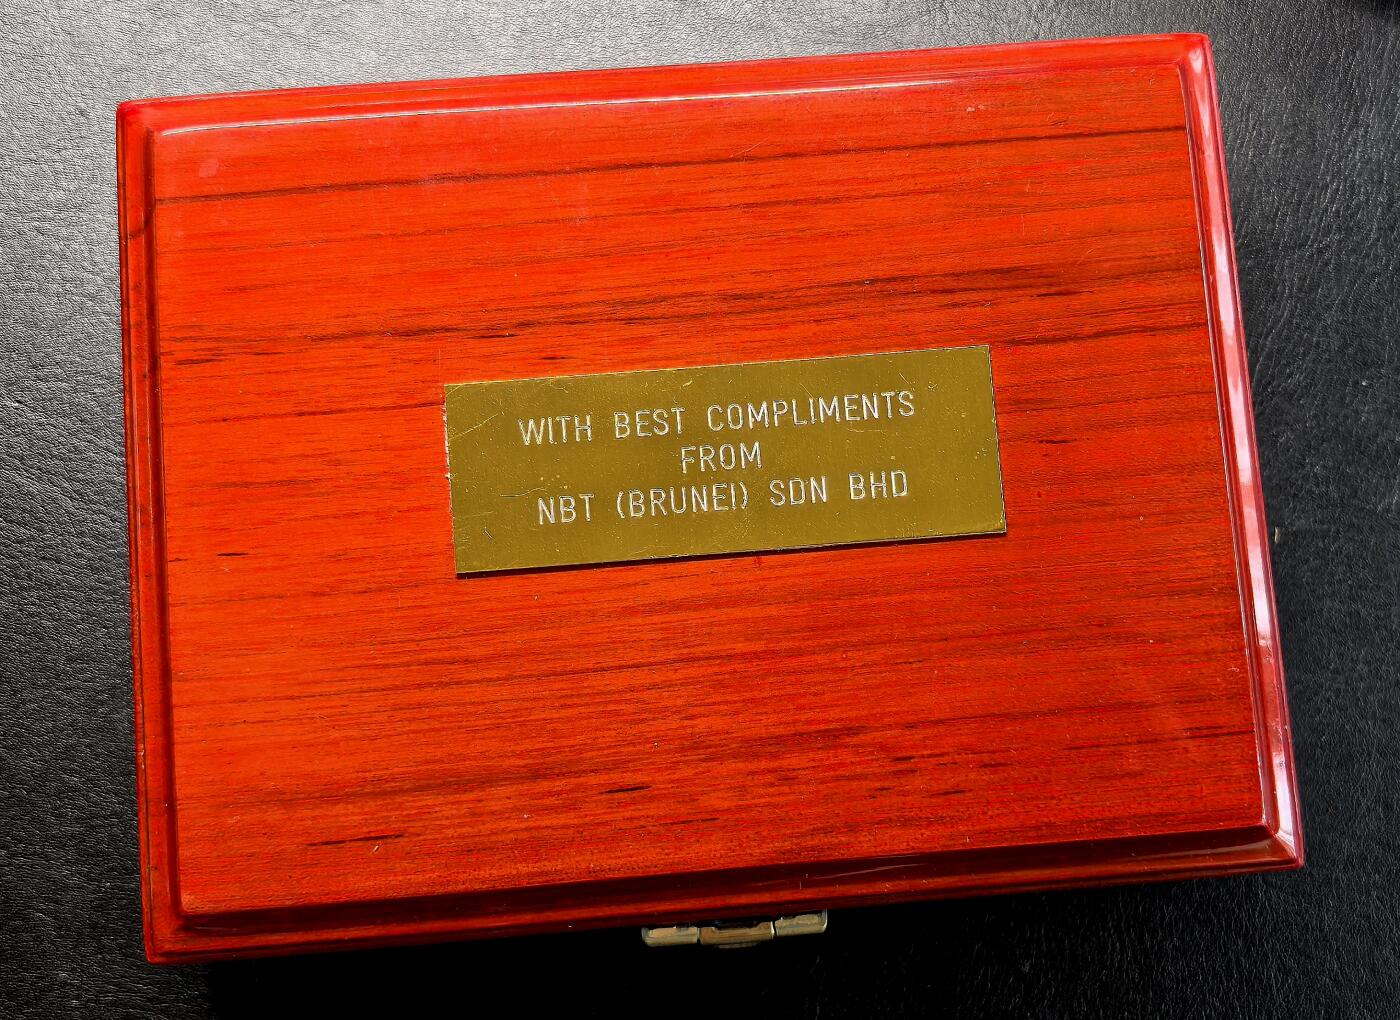 WITH BEST COMPLIMENTS
FROM
NBT (BRUNEI) SDN BHD